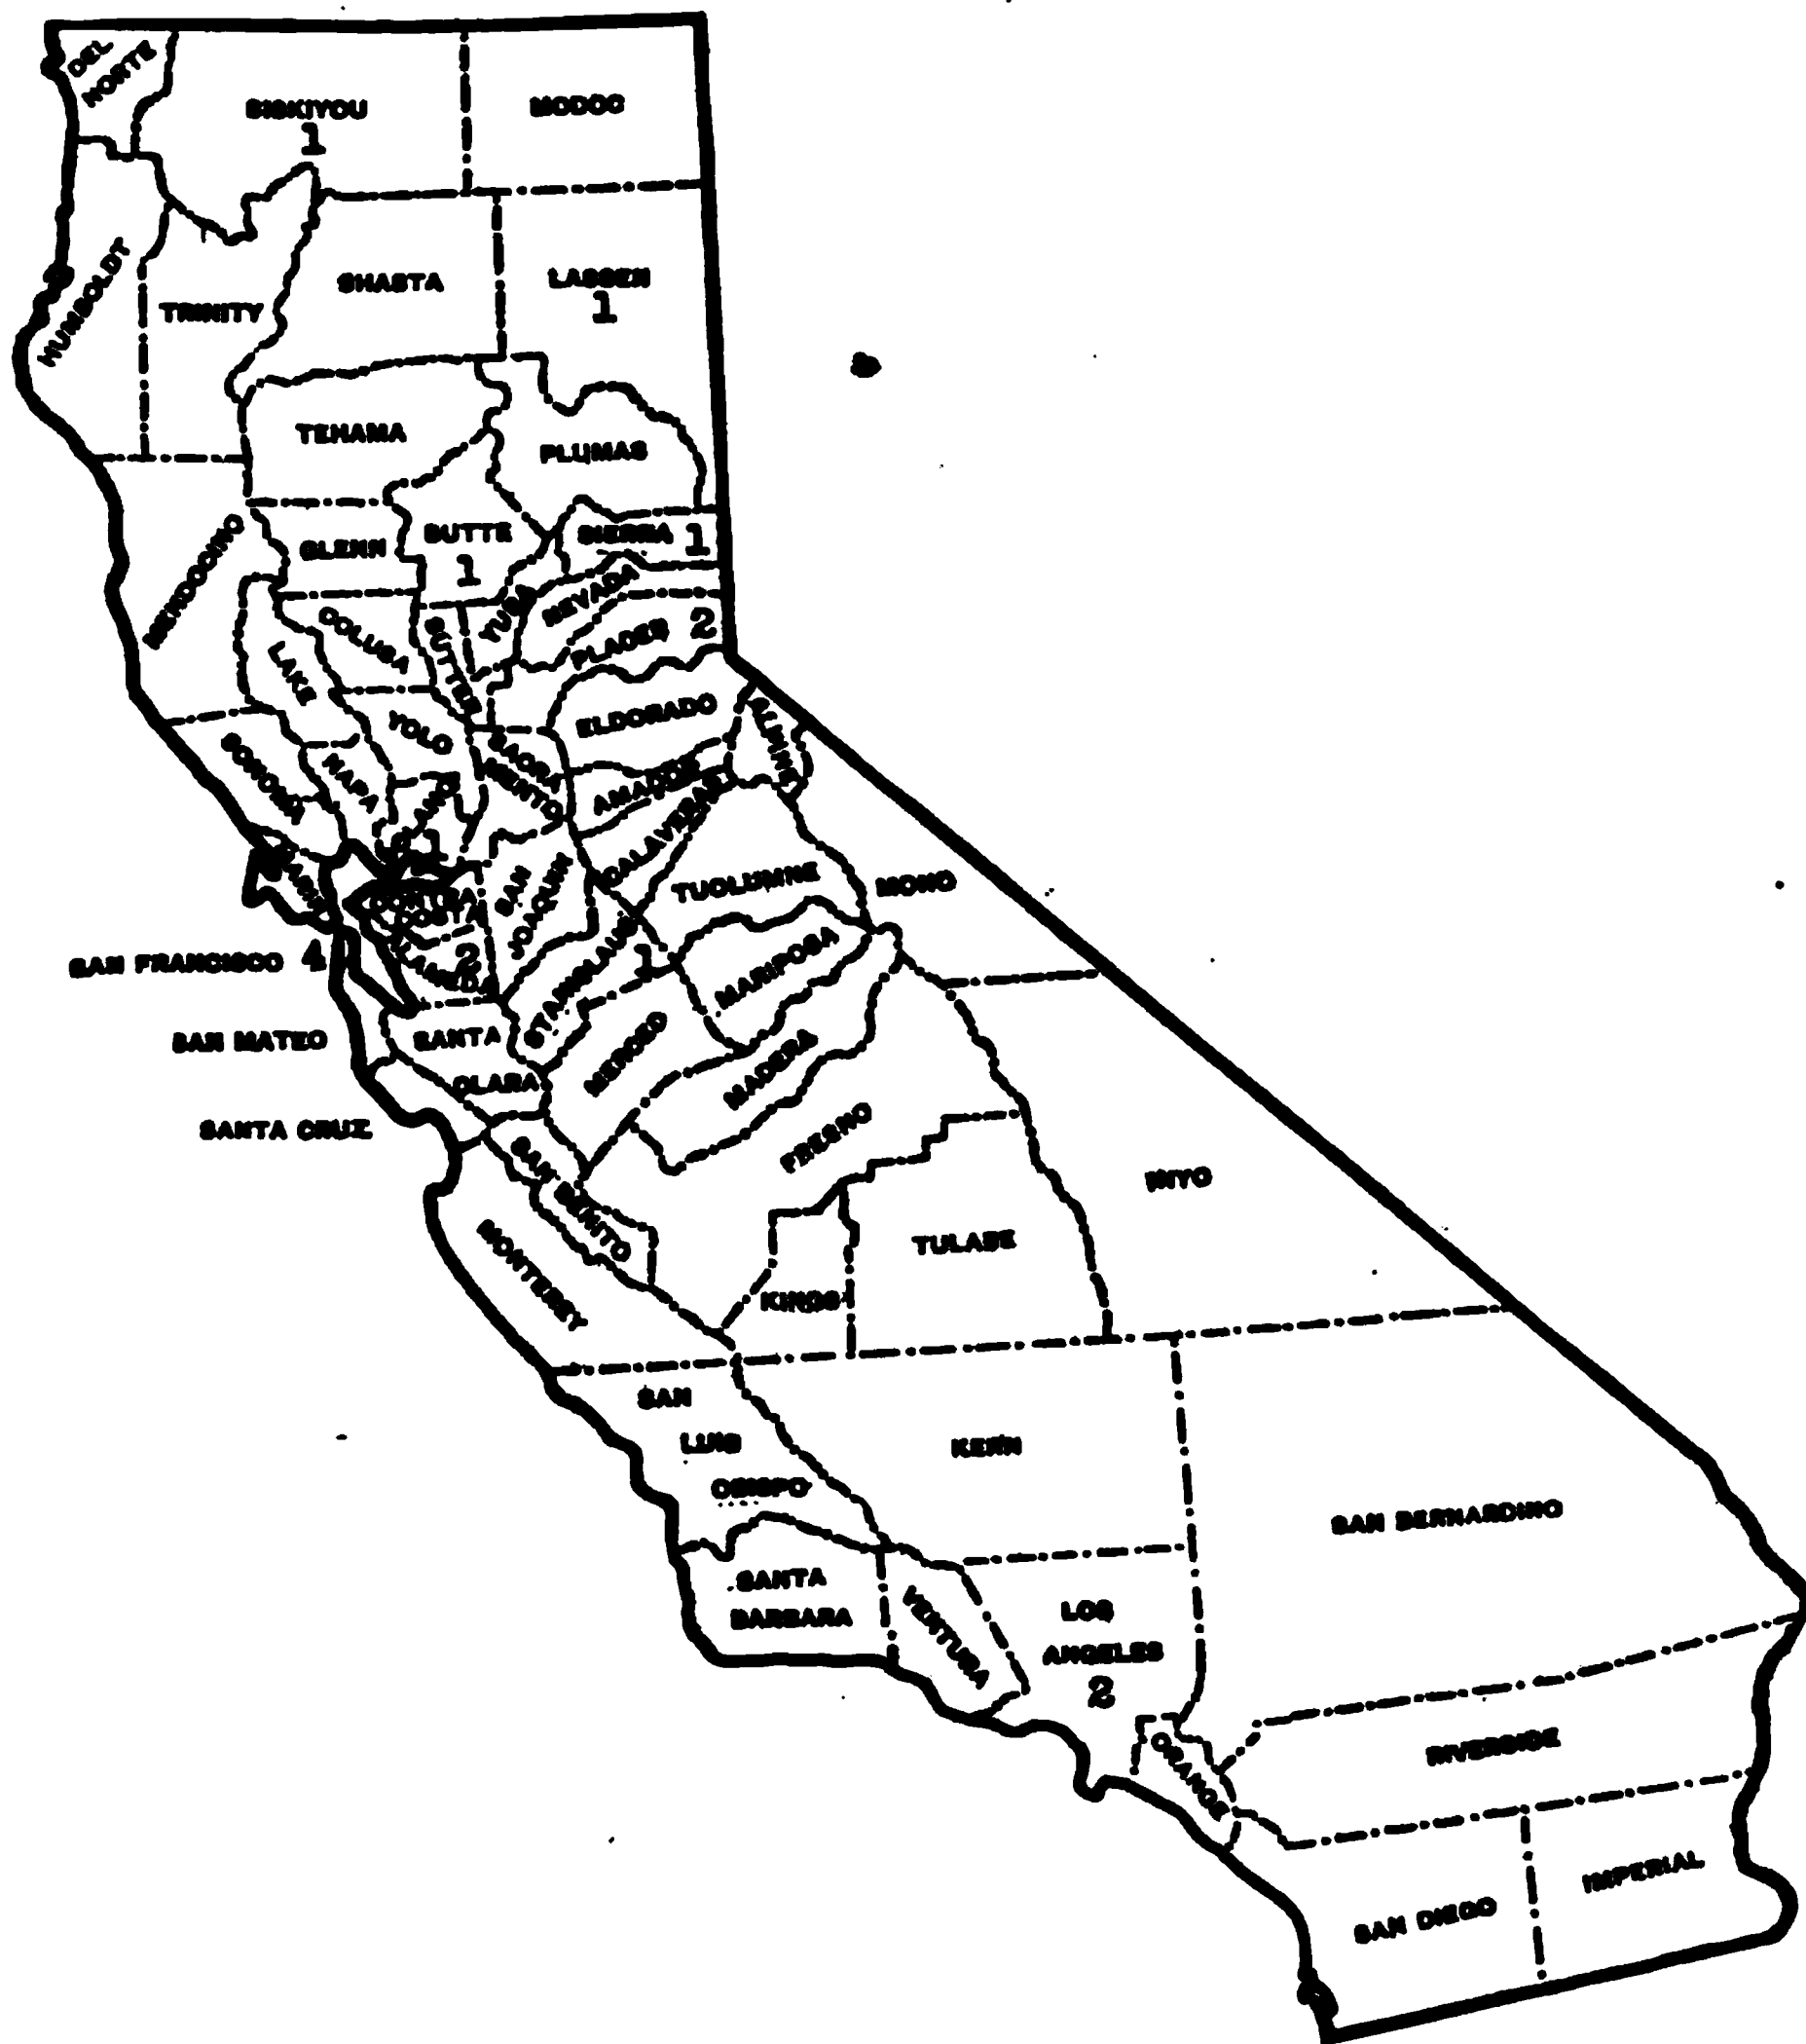 DEL
NORTE
SISKIYOU
1
MODOC
HUMBOLDT
TRINITY
SHASTA
LASSEN
1
TEHAMA
PLUMAS
MENDOCINO
GLENN
BUTTE
1
SIERRA 1
COLUSA
SUTTER
YUBA
NEVADA
PLACER 2
LAKE
ELDORADO
SONOMA
NAPA
YOLO
SACRA
MENTO
AMADOR
ALPINE
1
CALAVERAS
CONTRA
COSTA
SAN
JOAQUIN
TUOLUMNE
MONO
SAN FRANCISCO 4
ALAMEDA
2
STANISLAUS
1
MARIPOSA
SAN MATEO
SANTA
CLARA
MERCED
MADERA
SANTA CRUZ
SAN
BENITO
FRESNO
INYO
MONTEREY
KINGS
TULARE
SAN
LUIS
OBISPO
KERN
SAN BERNARDINO
SANTA
BARBARA
VENTURA
LOS
ANGELES
2
ORANGE
RIVERSIDE
SAN DIEGO
IMPERIAL